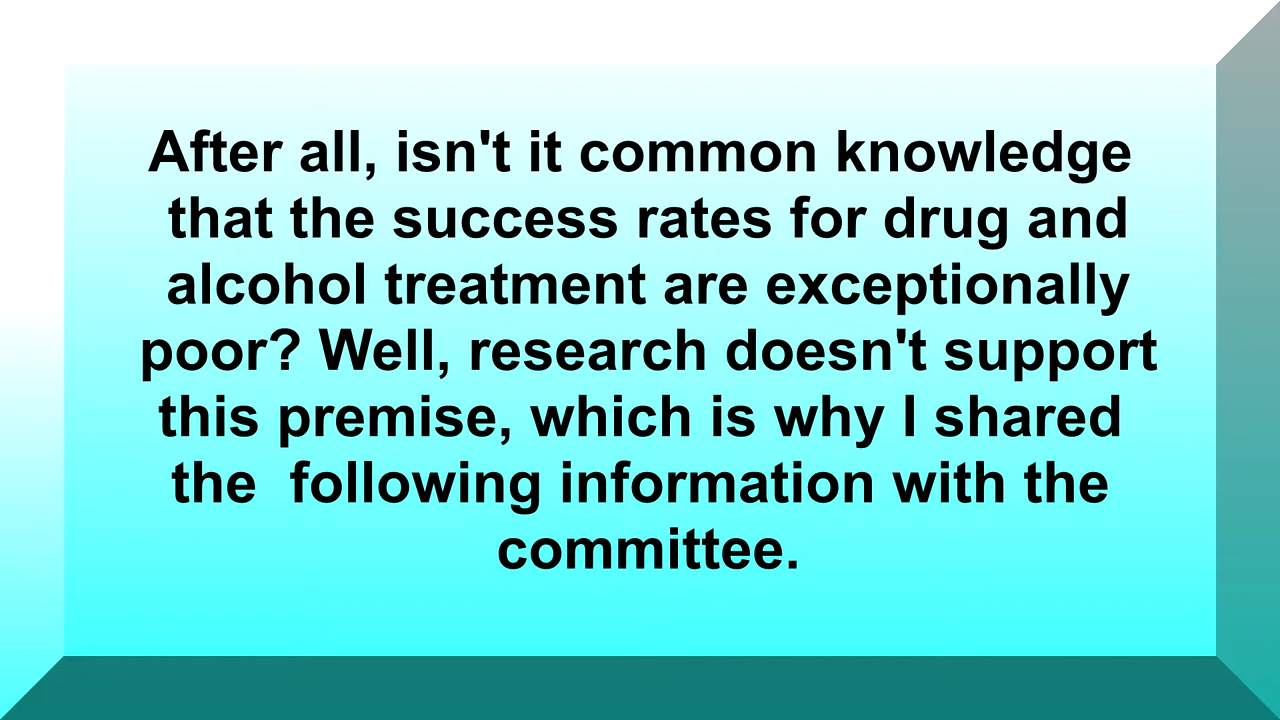 After all, isn't it common knowledge
that the success rates for drug and
alcohol treatment are exceptionally
poor? Well, research doesn't support
this premise, which is why I shared
the  following information with the
committee.